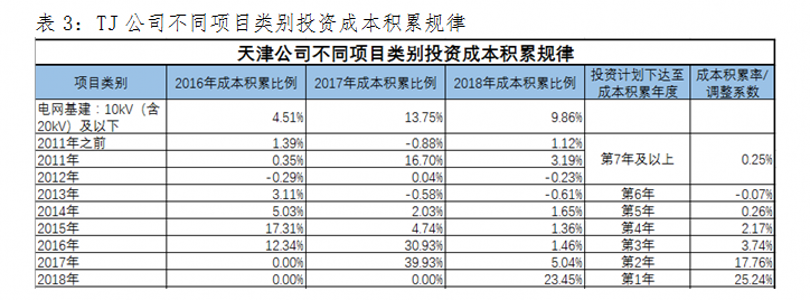 表 3：TJ 公司不同项目类别投资成本积累规律
天津公司不同项目类别投资成本积累规律
项目类别 2016年成本积累比例 2017年成本积累比例 2018年成本积累比例 投资计划下达至成本积累年度 成本积累率/调整系数
电网基建：10kV（含20kV）及以下 4.51% 13.75% 9.86%
2011年之前 1.39% -0.88% 1.12%
2011年 0.35% 16.70% 3.19% 第7年及以上 0.25%
2012年 -0.29% 0.04% -0.23%
2013年 3.11% -0.58% -0.61% 第6年 -0.07%
2014年 5.03% 2.03% 1.65% 第5年 0.26%
2015年 17.31% 4.74% 1.36% 第4年 2.17%
2016年 12.34% 30.93% 1.46% 第3年 3.74%
2017年 0.00% 39.93% 5.04% 第2年 17.76%
2018年 0.00% 0.00% 23.45% 第1年 25.24%